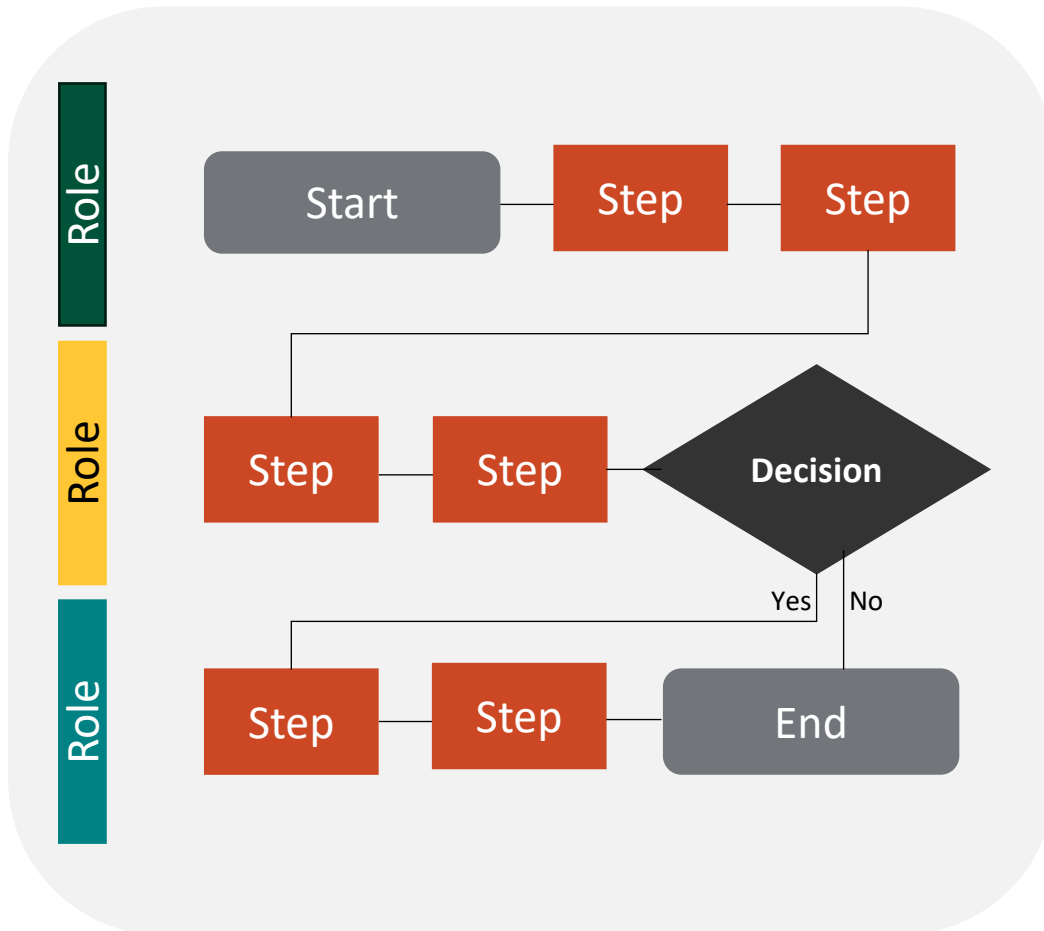 Role
Start
Step
Step
Role
Step
Step
Decision
Yes
No
Role
Step
Step
End